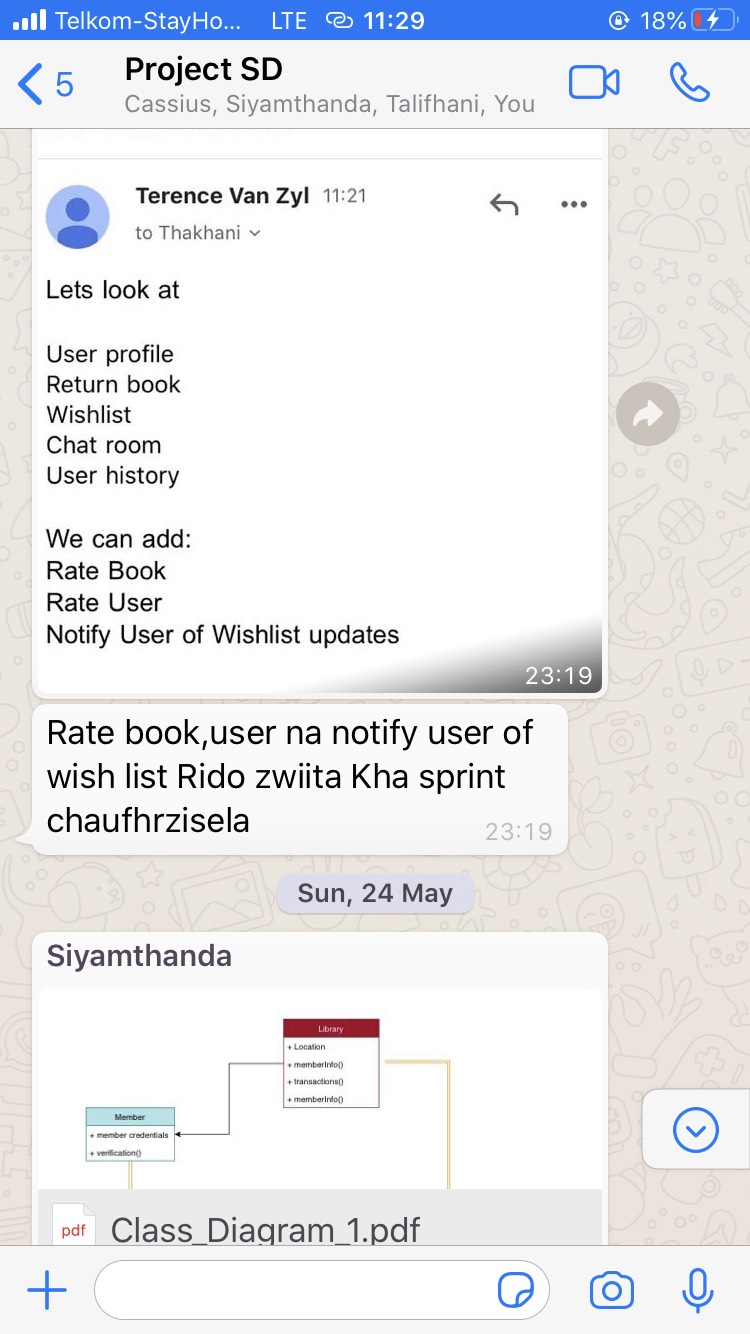 Telkom-StayHo... LTE 11:29 18%
5
Project SD
Cassius, Siyamthanda, Talifhani, You
Terence Van Zyl 11:21
to Thakhani
Lets look at
User profile
Return book
Wishlist
Chat room
User history
We can add:
Rate Book
Rate User
Notify User of Wishlist updates
23:19
Rate book,user na notify user of
wish list Rido zwiita Kha sprint
chaufhrzisela
23:19
Sun, 24 May
Siyamthanda
Library
+ Location
+ memberInfo()
+ transactions()
+ memberInfo()
Member
+ member credentials
+ verification()
pdf
Class_Diagram_1.pdf